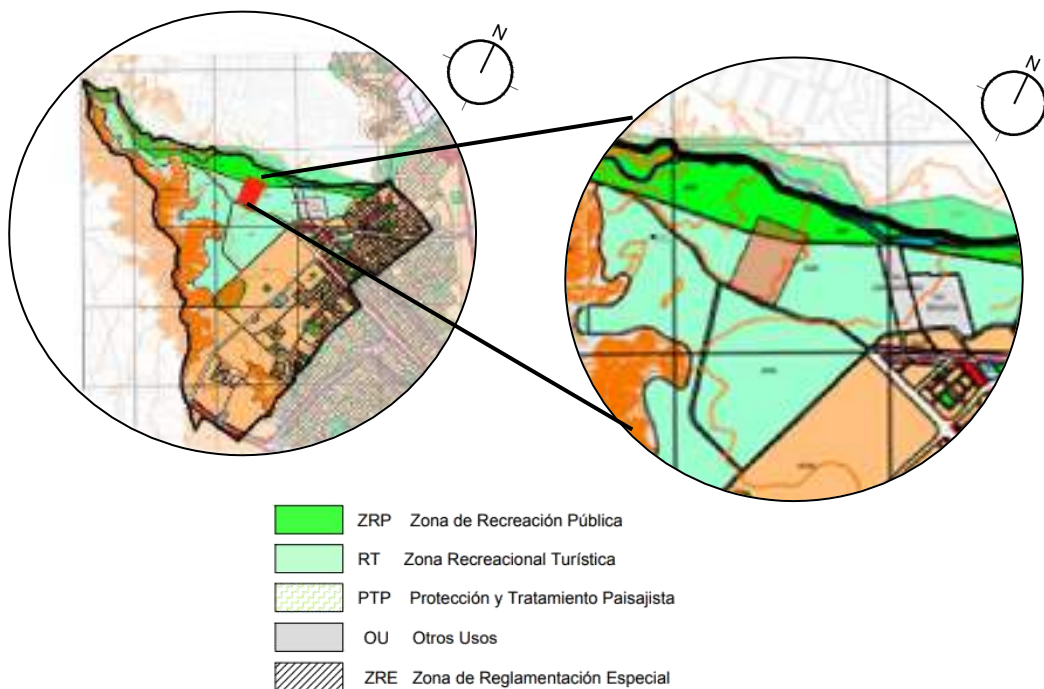 N
N
ZRP Zona de Recreación Pública
RT Zona Recreacional Turística
PTP Protección y Tratamiento Paisajista
OU Otros Usos
ZRE Zona de Reglamentación Especial